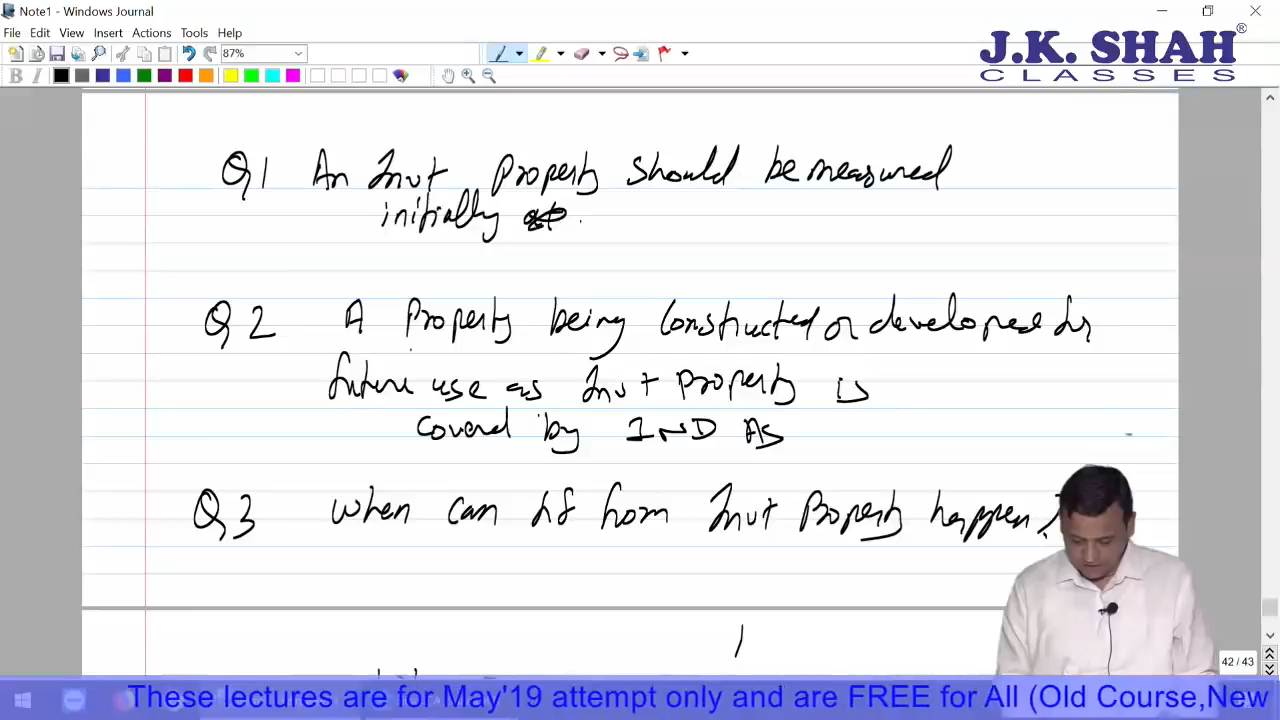 Note1 - Windows Journal
File Edit View Insert Actions Tools Help
87%
J.K. SHAH®
CLASSES
Q1 An Invt Property should be measured
initially
Q2 A Property being constructed or developed for
future use as Invt Property is
covered by IND AS
Q3 when can trf from Invt Property happen?
42 / 43
These lectures are for May'19 attempt only and are FREE for All (Old Course,New